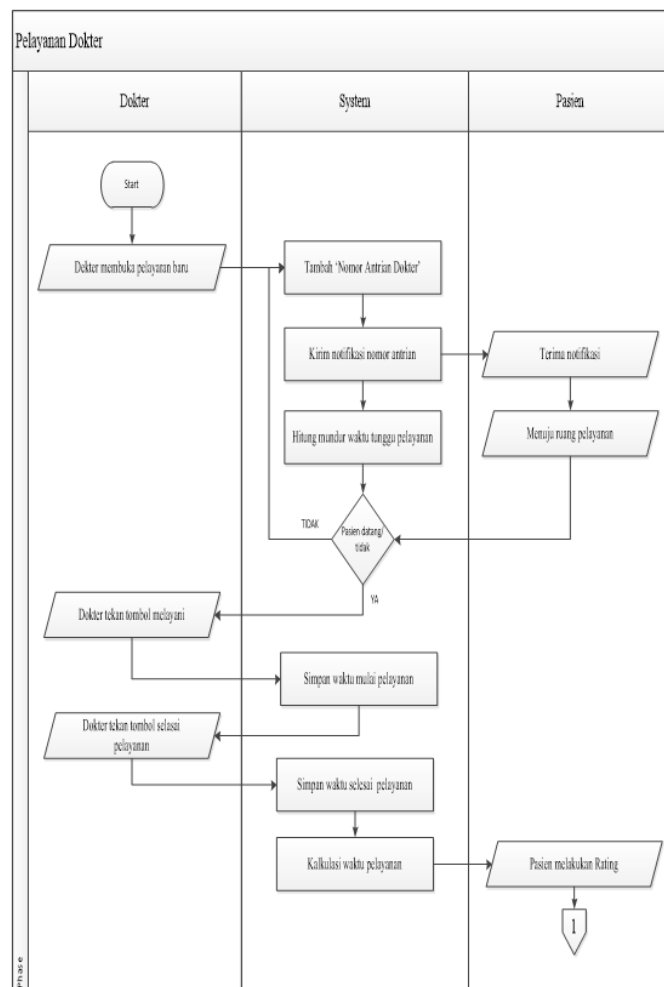 Pelayanan Dokter
Dokter
System
Pasien
Start
Dokter membuka pelayanan baru
Tambah ‘Nomor Antrian Dokter’
Kirim notifikasi nomor antrian
Terima notifikasi
Hitung mundur waktu tunggu pelayanan
Menuju ruang pelayanan
TIDAK
Pasien datang/
tidak
YA
Dokter tekan tombol melayani
Simpan waktu mulai pelayanan
Dokter tekan tombol selasai
pelayanan
Simpan waktu selesai pelayanan
Kalkulasi waktu pelayanan
Pasien melakukan Rating
1
Phase